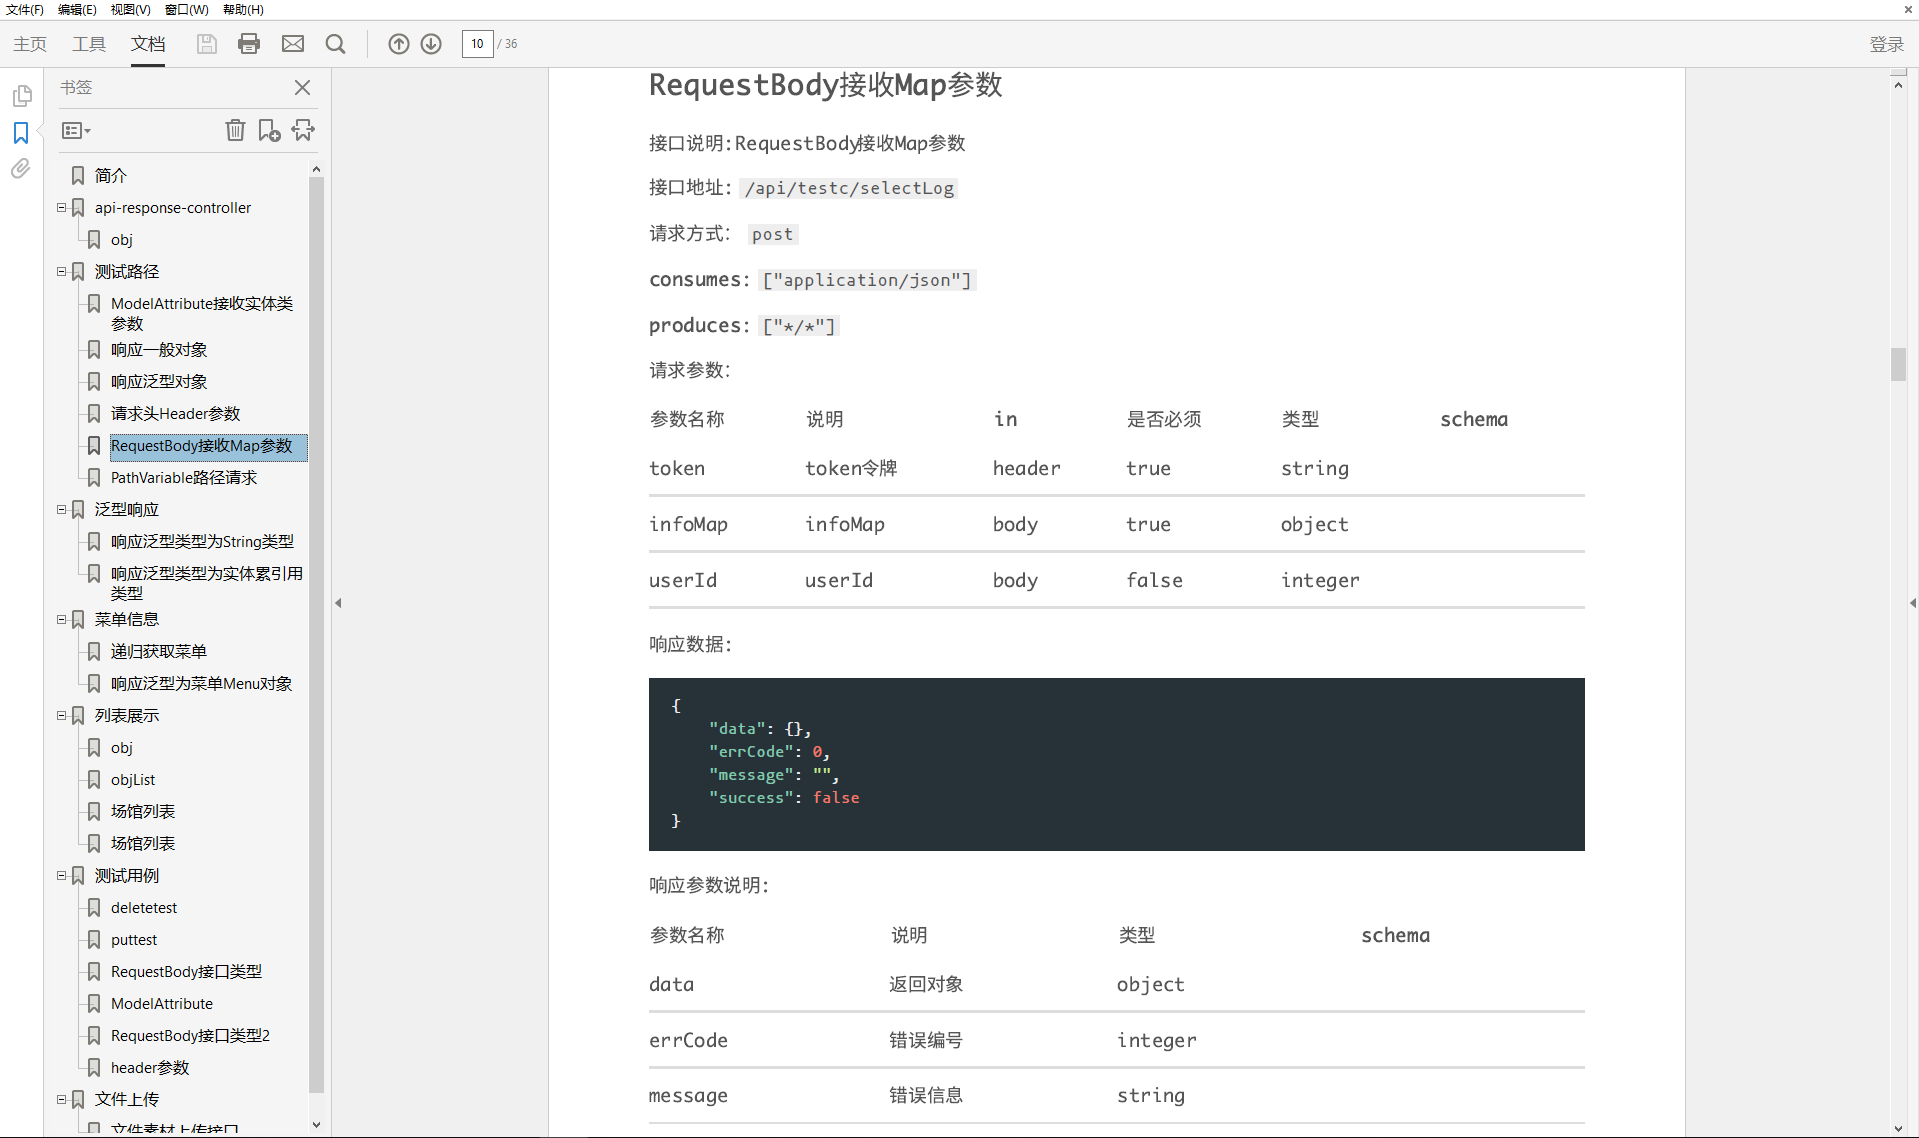 文件(F) 编辑(E) 视图(V) 窗口(W) 帮助(H)
主页 工具 文档 10 / 36 登录
书签
简介
api-response-controller
obj
测试路径
ModelAttribute接收实体类
参数
响应一般对象
响应泛型对象
请求头Header参数
RequestBody接收Map参数
PathVariable路径请求
泛型响应
响应泛型类型为String类型
响应泛型类型为实体累引用
类型
菜单信息
递归获取菜单
响应泛型为菜单Menu对象
列表展示
obj
objList
场馆列表
场馆列表
测试用例
deletetest
puttest
RequestBody接口类型
ModelAttribute
RequestBody接口类型2
header参数
文件上传
文件素材上传接口
RequestBody接收Map参数
接口说明:RequestBody接收Map参数
接口地址: /api/testc/selectLog
请求方式: post
consumes: ["application/json"]
produces: ["*/*"]
请求参数:
参数名称 说明 in 是否必须 类型 schema
token token令牌 header true string
infoMap infoMap body true object
userId userId body false integer
响应数据:
{
"data": {},
"errCode": 0,
"message": "",
"success": false
}
响应参数说明:
参数名称 说明 类型 schema
data 返回对象 object
errCode 错误编号 integer
message 错误信息 string